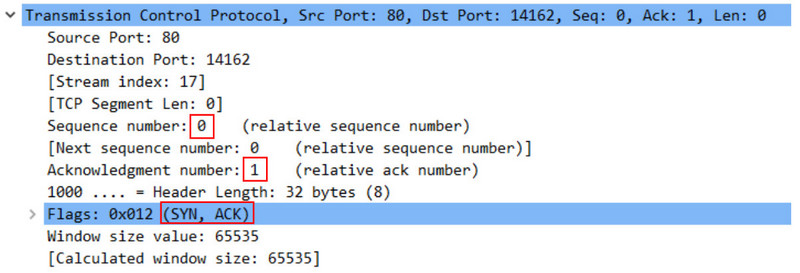 Transmission Control Protocol, Src Port: 80, Dst Port: 14162, Seq: 0, Ack: 1, Len: 0
Source Port: 80
Destination Port: 14162
[Stream index: 17]
[TCP Segment Len: 0]
Sequence number: 0    (relative sequence number)
[Next sequence number: 0    (relative sequence number)]
Acknowledgment number: 1    (relative ack number)
1000 .... = Header Length: 32 bytes (8)
Flags: 0x012 (SYN, ACK)
Window size value: 65535
[Calculated window size: 65535]